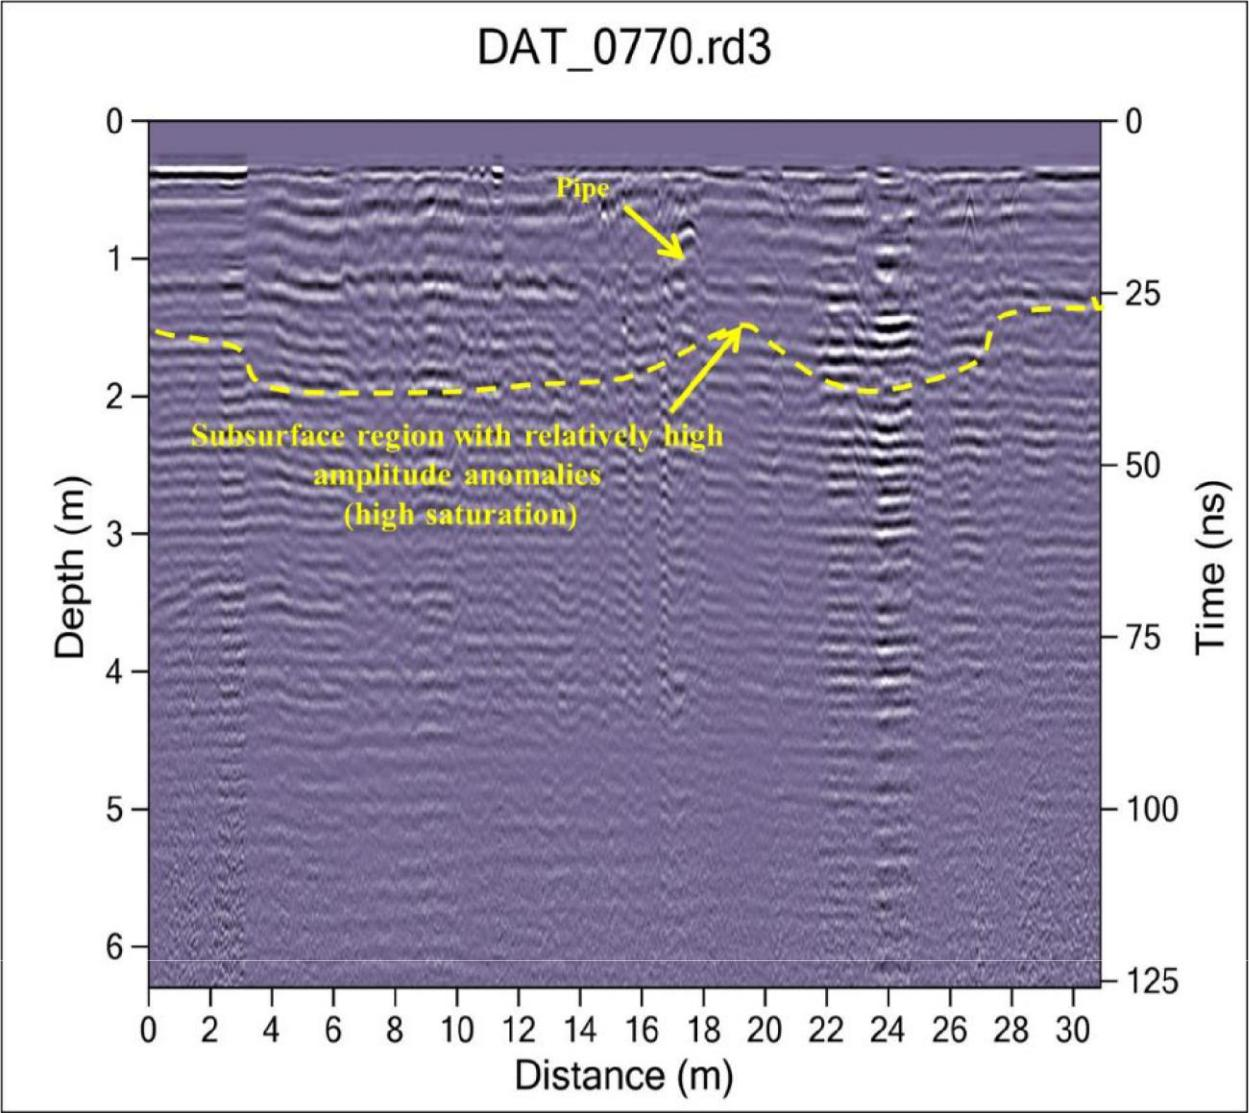 DAT_0770.rd3
0
0
Pipe
1
25
2
Subsurface region with relatively high
amplitude anomalies
(high saturation)
50
3
Depth (m)
Time (ns)
75
4
5
100
6
125
0 2 4 6 8 10 12 14 16 18 20 22 24 26 28 30
Distance (m)